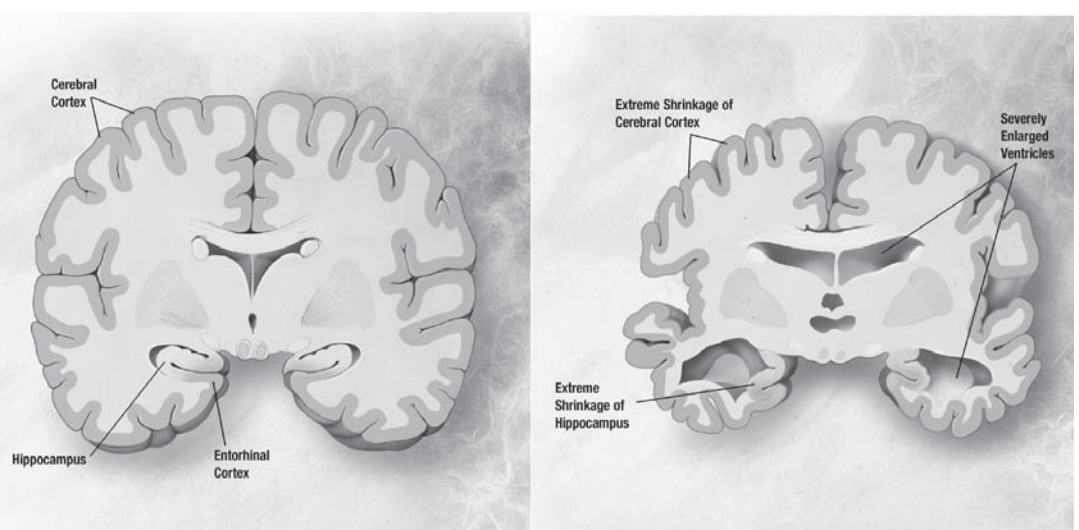 Cerebral
Cortex
Hippocampus
Entorhinal
Cortex
Extreme Shrinkage of
Cerebral Cortex
Severely
Enlarged
Ventricles
Extreme
Shrinkage of
Hippocampus